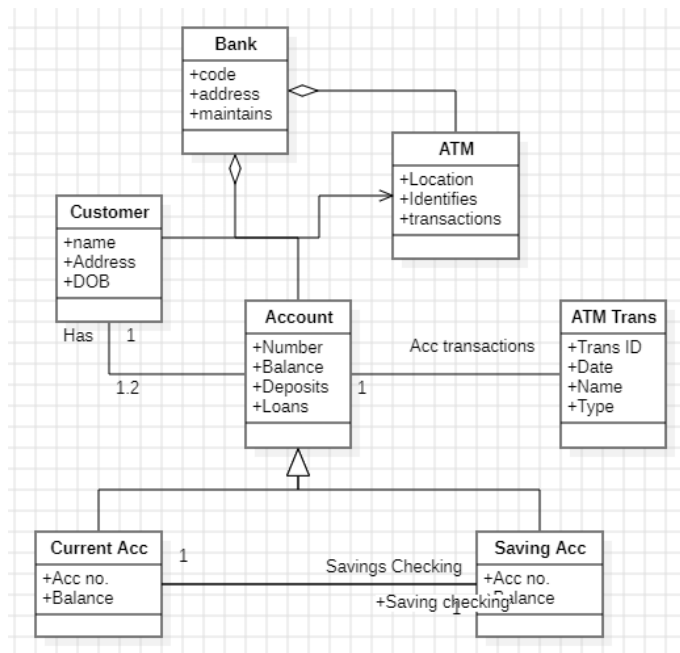 Bank
+code
+address
+maintains
ATM
+Location
+Identifies
+transactions
Customer
+name
+Address
+DOB
Has
1
1.2
Account
+Number
+Balance
+Deposits
+Loans
1
Acc transactions
ATM Trans
+Trans ID
+Date
+Name
+Type
Current Acc
+Acc no.
+Balance
1
Savings Checking
+Saving checking
1
Saving Acc
+Acc no.